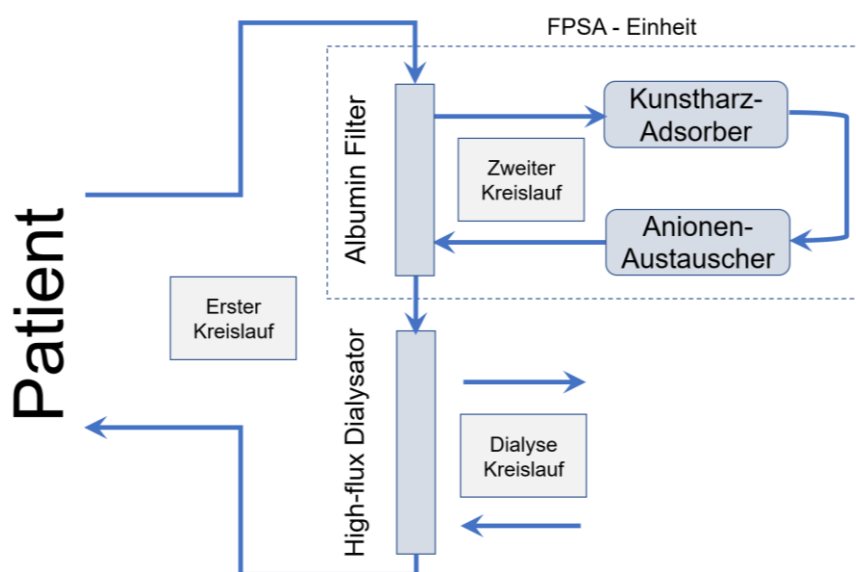 FPSA - Einheit
Albumin Filter
Kunstharz-
Adsorber
Zweiter
Kreislauf
Anionen-
Austauscher
Patient
Erster
Kreislauf
High-flux Dialysator
Dialyse
Kreislauf